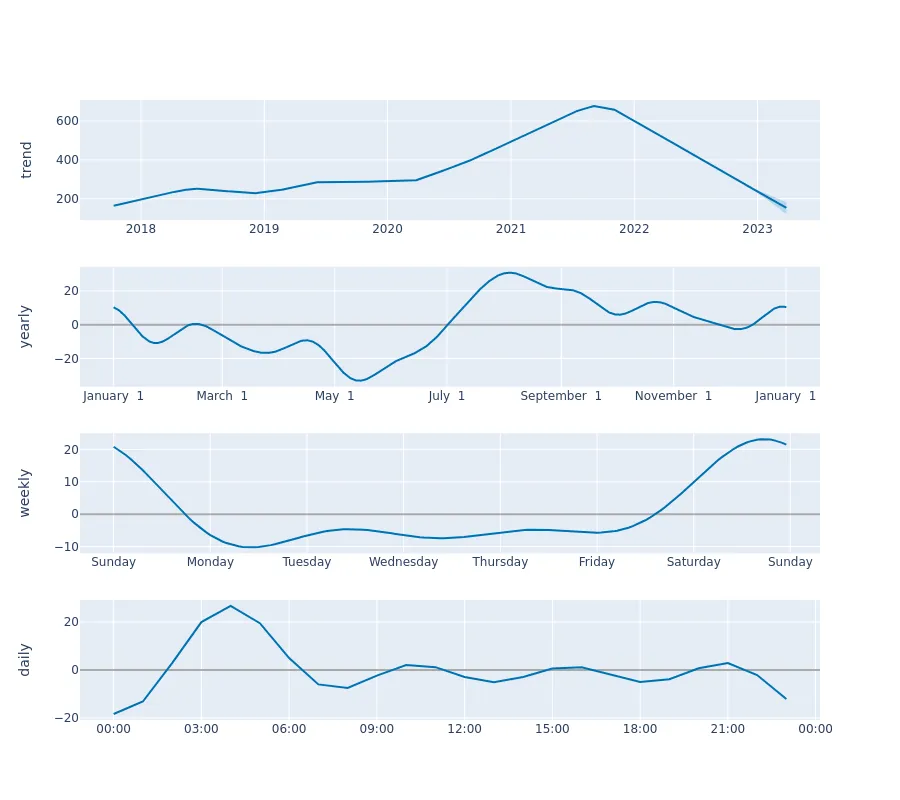 trend
600
400
200
2018 2019 2020 2021 2022 2023
yearly
20
0
−20
January 1 March 1 May 1 July 1 September 1 November 1 January 1
weekly
20
10
0
−10
Sunday Monday Tuesday Wednesday Thursday Friday Saturday Sunday
daily
20
0
−20
00:00 03:00 06:00 09:00 12:00 15:00 18:00 21:00 00:00